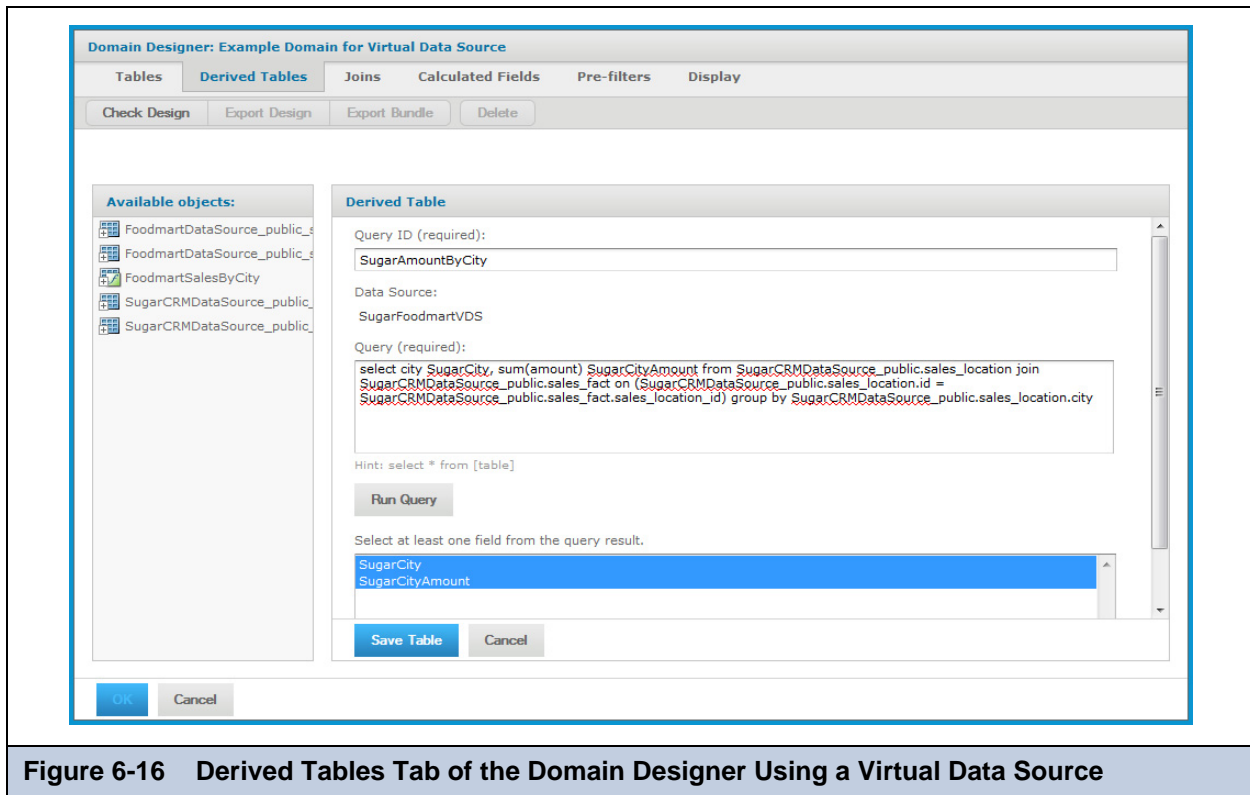 Domain Designer: Example Domain for Virtual Data Source
Tables Derived Tables Joins Calculated Fields Pre-filters Display
Check Design Export Design Export Bundle Delete
Available objects:
FoodmartDataSource_public_s
FoodmartDataSource_public_s
FoodmartSalesByCity
SugarCRMDataSource_public_
SugarCRMDataSource_public_
Derived Table
Query ID (required):
SugarAmountByCity
Data Source:
SugarFoodmartVDS
Query (required):
select city SugarCity, sum(amount) SugarCityAmount from SugarCRMDataSource_public.sales_location join
SugarCRMDataSource_public.sales_fact on (SugarCRMDataSource_public.sales_location.id =
SugarCRMDataSource_public.sales_fact.sales_location_id) group by SugarCRMDataSource_public.sales_location.city
Hint: select * from [table]
Run Query
Select at least one field from the query result.
SugarCity
SugarCityAmount
Save Table Cancel
OK Cancel
Figure 6-16 Derived Tables Tab of the Domain Designer Using a Virtual Data Source